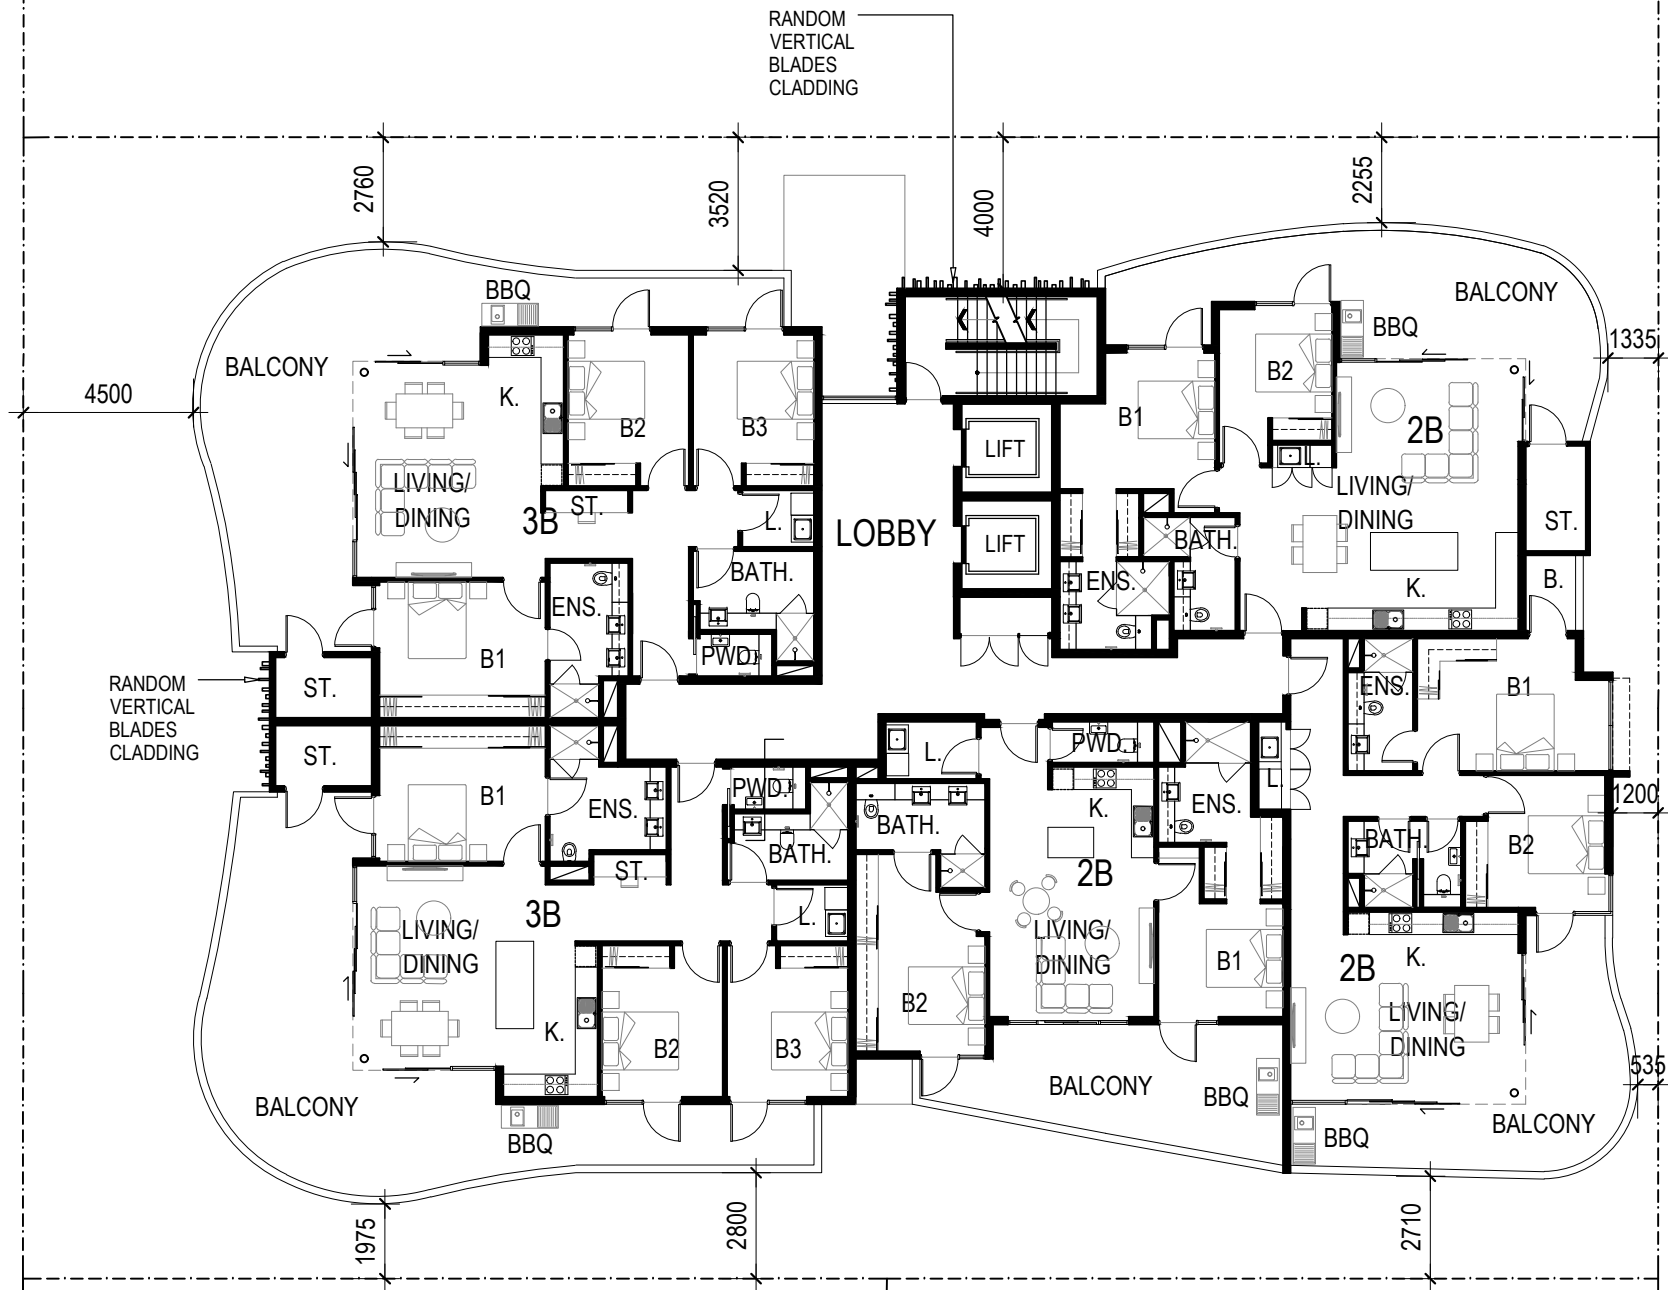 RANDOM
VERTICAL
BLADES
CLADDING
2760
3520
4000
2255
BBQ
BALCONY
BALCONY
BBQ
1335
4500
K.
B2
B3
B1
B2
2B
LIFT
L.
LIVING/
DINING
LIVING/
DINING
3B
ST.
L.
LOBBY
LIFT
BATH.
ST.
BATH.
ENS.
ENS.
K.
B.
B1
PWD.
RANDOM
VERTICAL
BLADES
CLADDING
ST.
ENS.
B1
ST.
L.
PWD.
B1
PWD.
ENS.
K.
ENS.
L.
1200
BATH.
BATH.
BATH.
B2
ST.
2B
3B
L.
LIVING/
DINING
LIVING/
DINING
B1
2B
K.
B2
K.
LIVING/
DINING
B2
B3
535
BALCONY
BALCONY
BBQ
BALCONY
BBQ
BBQ
1975
2800
2710